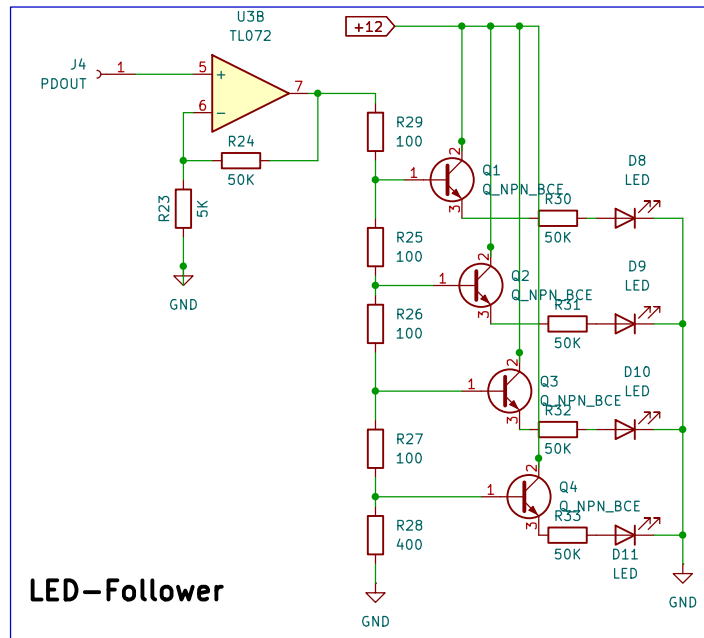 U3B
TL072
+12
J4
PDOUT
1
5
+
7
6
−
R24
50K
R23
5K
GND
R29
100
1
2
3
Q1
Q_NPN_BCE
R30
50K
D8
LED
R25
100
1
2
3
Q2
Q_NPN_BCE
R31
50K
D9
LED
R26
100
1
2
3
Q3
Q_NPN_BCE
R32
50K
D10
LED
R27
100
1
2
3
Q4
Q_NPN_BCE
R33
50K
D11
LED
R28
400
GND
GND
LED-Follower